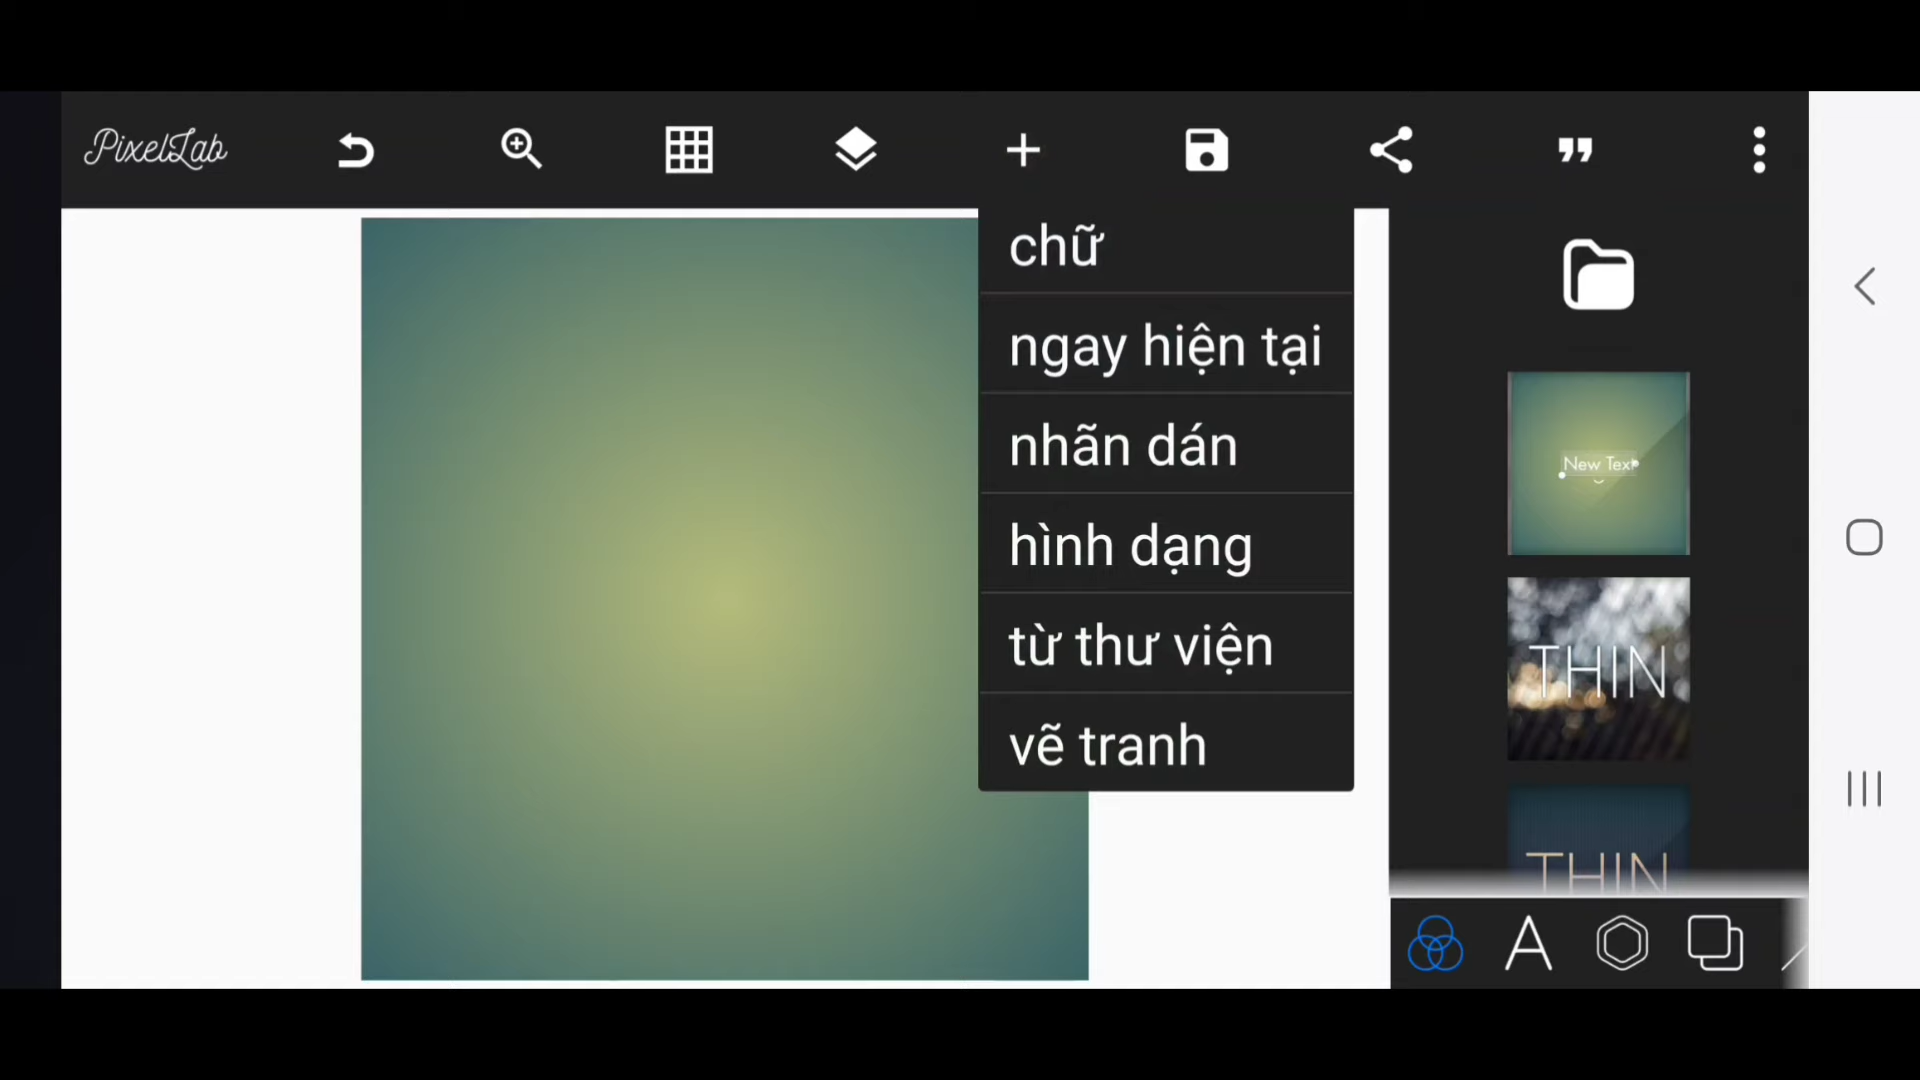 PixelLab
chữ
ngay hiện tại
nhãn dán
hình dạng
từ thư viện
vẽ tranh
New Text
THIN
THIN